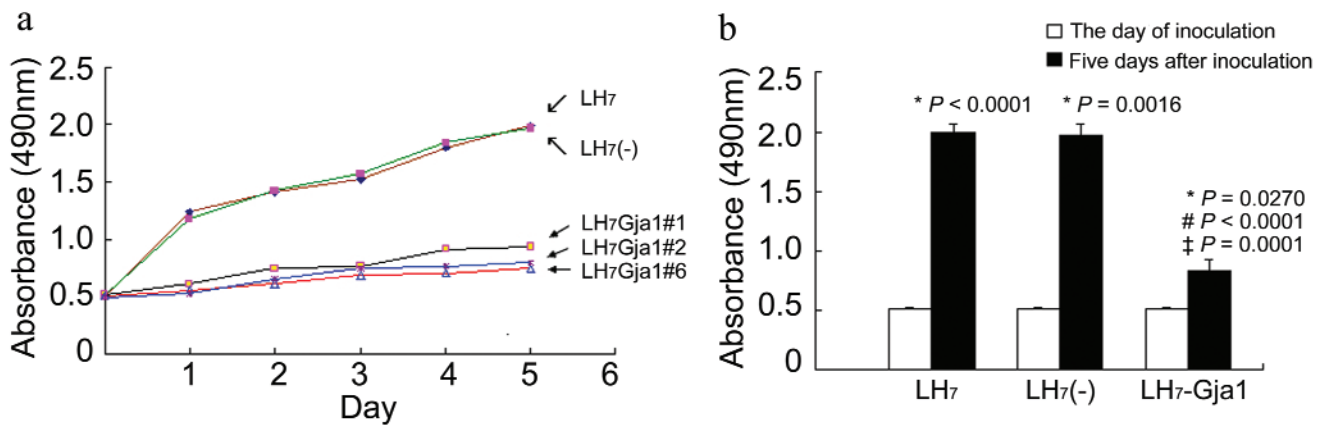 a
2.5
2.0
1.5
1.0
0.5
0
Absorbance (490nm)
1 2 3 4 5 6
Day
LH7
LH7(-)
LH7Gja1#1
LH7Gja1#2
LH7Gja1#6
b
The day of inoculation
Five days after inoculation
2.5
2.0
1.5
1.0
0.5
0
Absorbance (490nm)
* P < 0.0001
* P = 0.0016
* P = 0.0270
# P < 0.0001
‡ P = 0.0001
LH7 LH7(-) LH7-Gja1